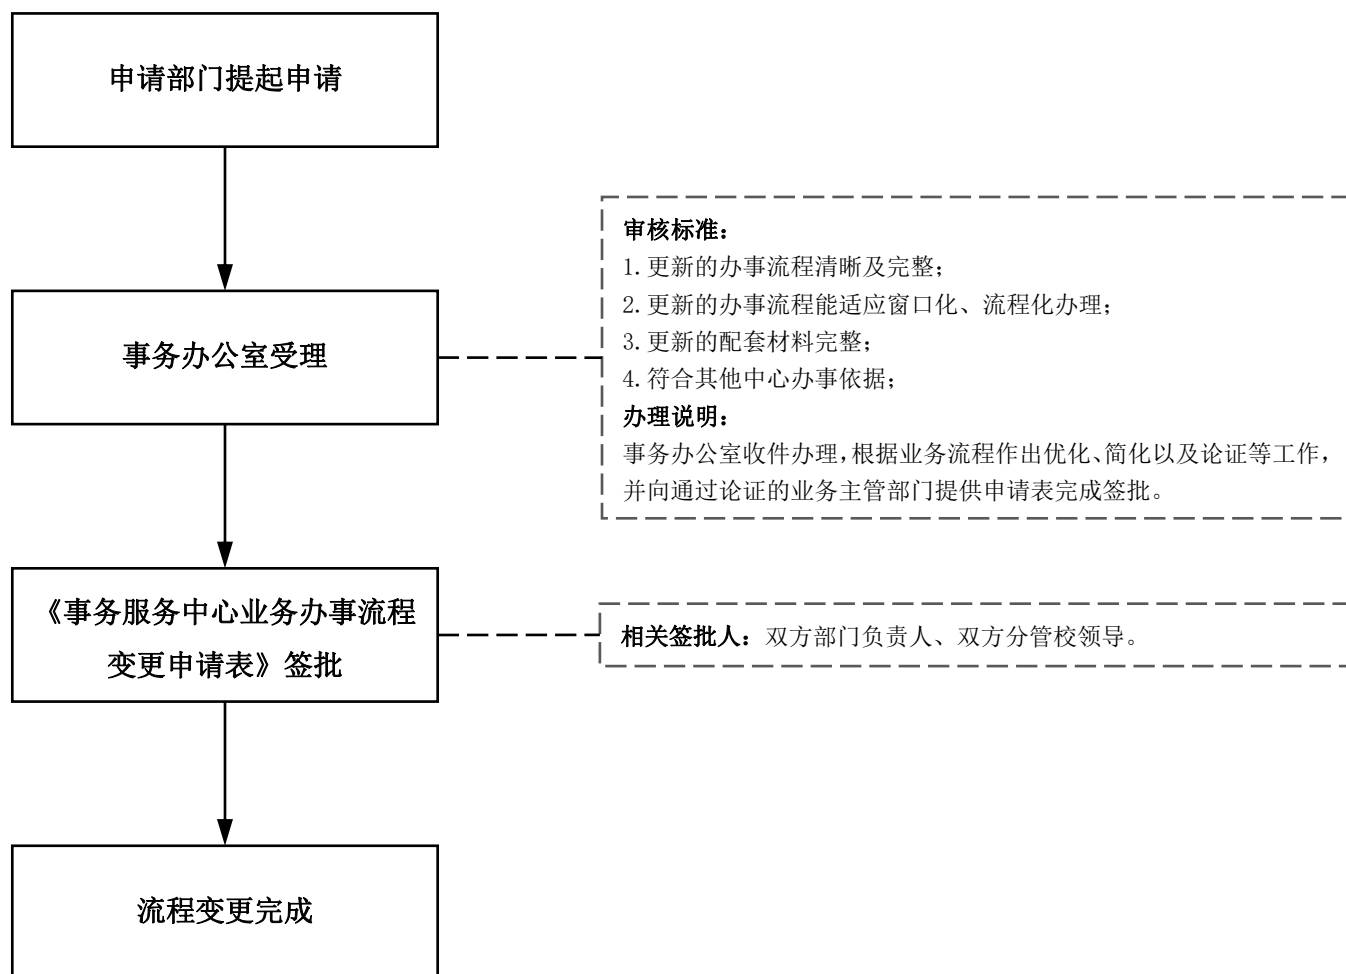 申请部门提起申请
审核标准：
1.更新的办事流程清晰及完整；
2.更新的办事流程能适应窗口化、流程化办理；
事务办公室受理
3.更新的配套材料完整；
4.符合其他中心办事依据；
办理说明：
事务办公室收件办理，根据业务流程作出优化、简化以及论证等工作，
并向通过论证的业务主管部门提供申请表完成签批。
《事务服务中心业务办事流程
变更申请表》签批
相关签批人：双方部门负责人、双方分管校领导。
流程变更完成